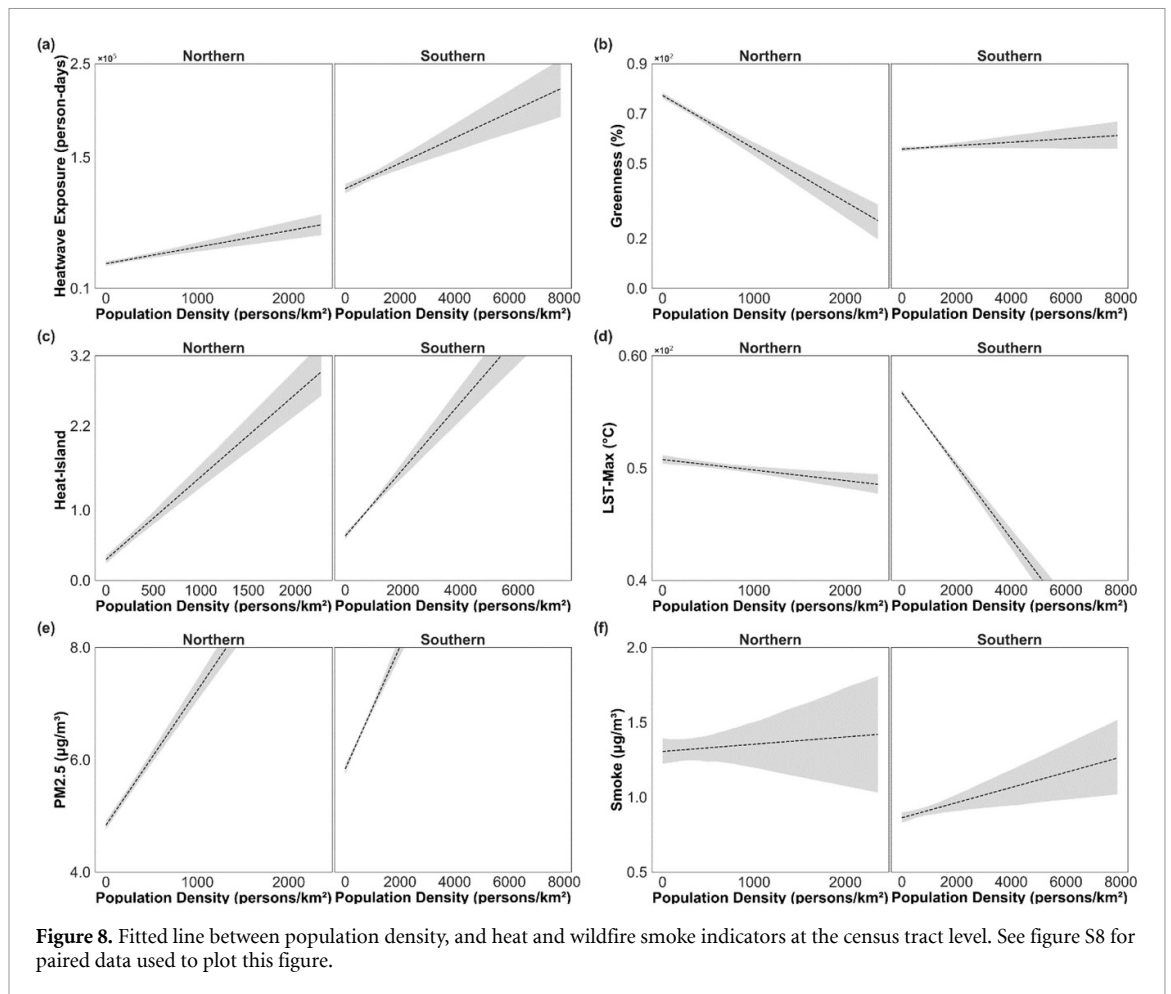 (a)
Northern
Southern
×10⁵
Heatwave Exposure (person-days)
2.5
1.5
0.1
0 1000 2000
0 2000 4000 6000 8000
Population Density (persons/km²) Population Density (persons/km²)
(b)
Northern
Southern
×10²
Greenness (%)
0.9
0.7
0.5
0.2
0.0
0 1000 2000
0 2000 4000 6000 8000
Population Density (persons/km²) Population Density (persons/km²)
(c)
Northern
Southern
Heat-Island
3.2
2.2
1.0
0.0
0 500 1000 1500 2000
0 2000 4000 6000
Population Density (persons/km²) Population Density (persons/km²)
(d)
Northern
Southern
×10²
LST-Max (°C)
0.60
0.5
0.4
0 1000 2000
0 2000 4000 6000 8000
Population Density (persons/km²) Population Density (persons/km²)
(e)
Northern
Southern
PM2.5 (µg/m³)
8.0
6.0
4.0
0 1000 2000
0 2000 4000 6000 8000
Population Density (persons/km²) Population Density (persons/km²)
(f)
Northern
Southern
Smoke (µg/m³)
2.0
1.5
1.0
0.5
0 1000 2000
0 2000 4000 6000 8000
Population Density (persons/km²) Population Density (persons/km²)
Figure 8. Fitted line between population density, and heat and wildfire smoke indicators at the census tract level. See figure S8 for
paired data used to plot this figure.